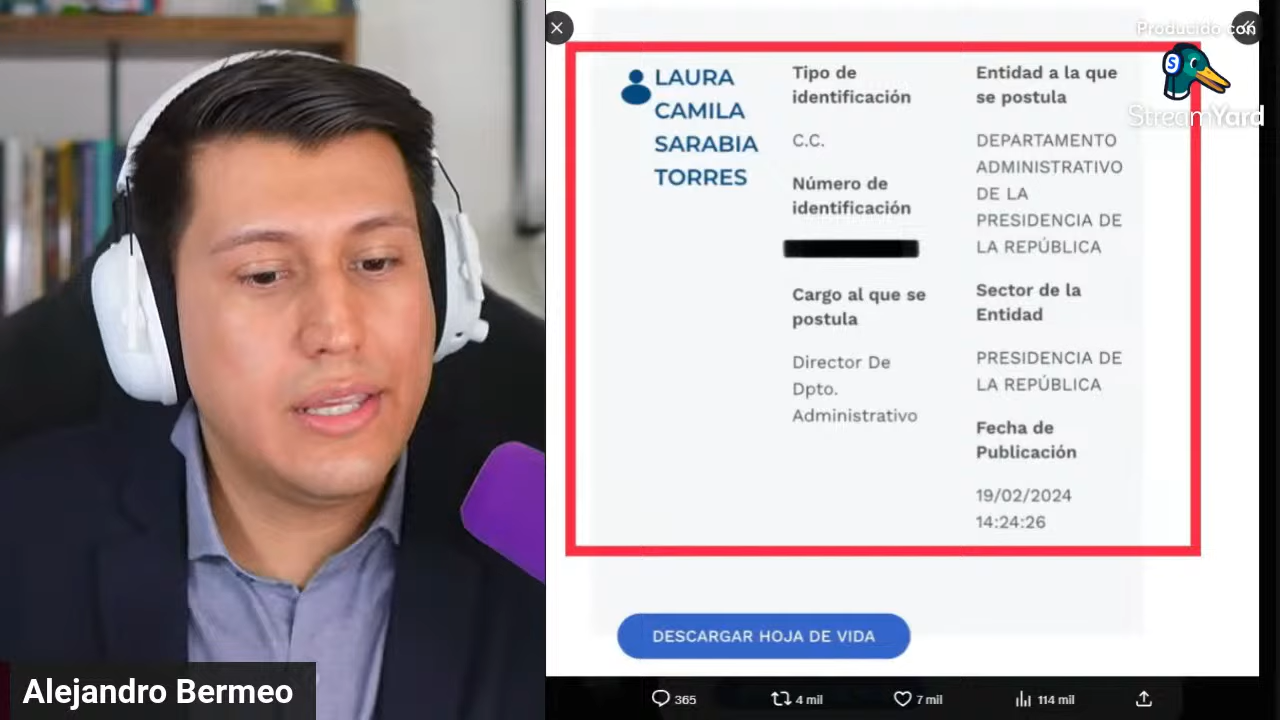 Producido con
StreamYard
LAURA
CAMILA
SARABIA
TORRES
Tipo de
identificación
C.C.
Número de
identificación
Cargo al que se
postula
Director De
Dpto.
Administrativo
Entidad a la que
se postula
DEPARTAMENTO
ADMINISTRATIVO
DE LA
PRESIDENCIA DE
LA REPÚBLICA
Sector de la
Entidad
PRESIDENCIA DE
LA REPÚBLICA
Fecha de
Publicación
19/02/2024
14:24:26
DESCARGAR HOJA DE VIDA
365
4 mil
7 mil
114 mil
Alejandro Bermeo